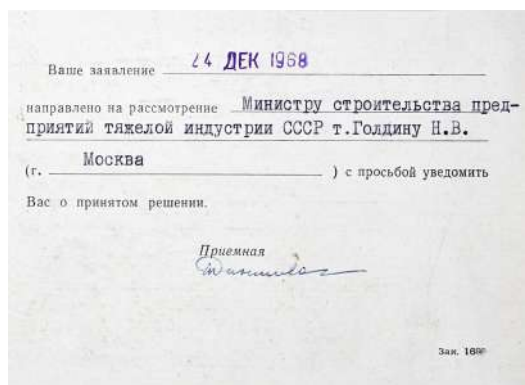 Ваше заявление 24 ДЕК 1968
направлено на рассмотрение Министру строительства пред-
приятий тяжелой индустрии СССР т.Голдину Н.В.
(г. Москва ) с просьбой уведомить
Вас о принятом решении.
Приемная
Зак.